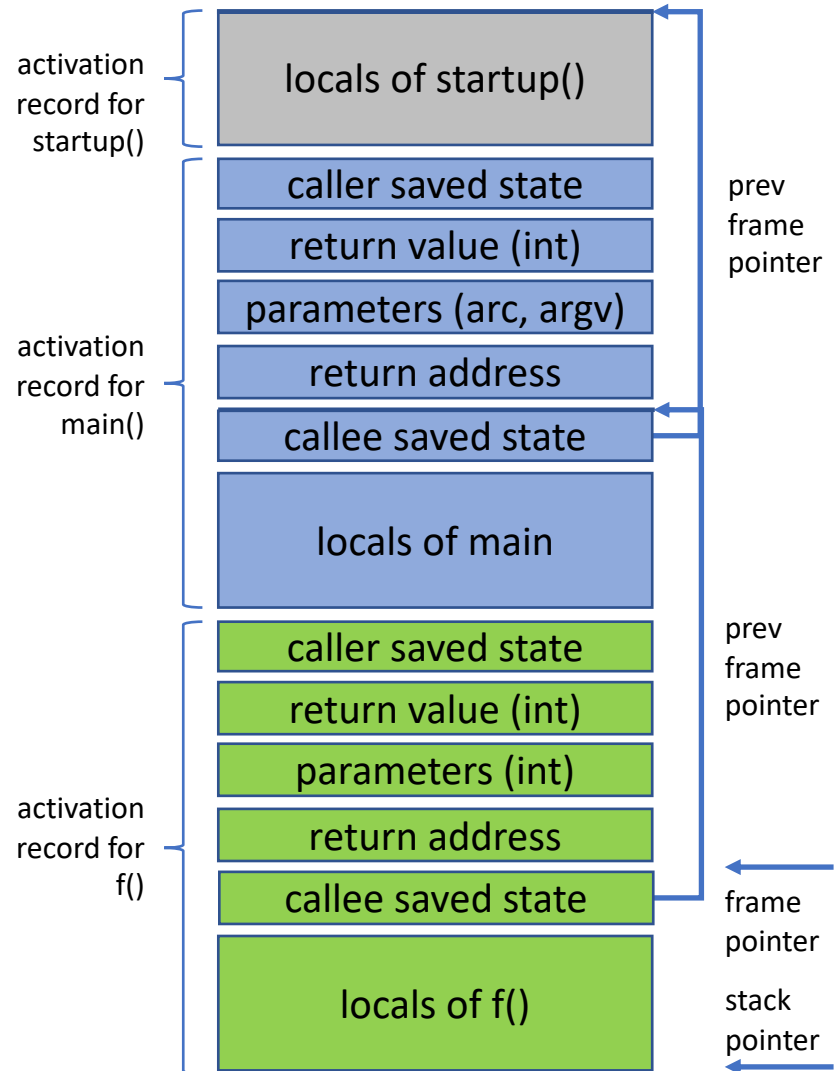 activation
record for
startup()
locals of startup()
prev
frame
pointer
activation
record for
main()
caller saved state
return value (int)
parameters (arc, argv)
return address
callee saved state
locals of main
prev
frame
pointer
activation
record for
f()
caller saved state
return value (int)
parameters (int)
return address
callee saved state
locals of f()
frame
pointer
stack
pointer